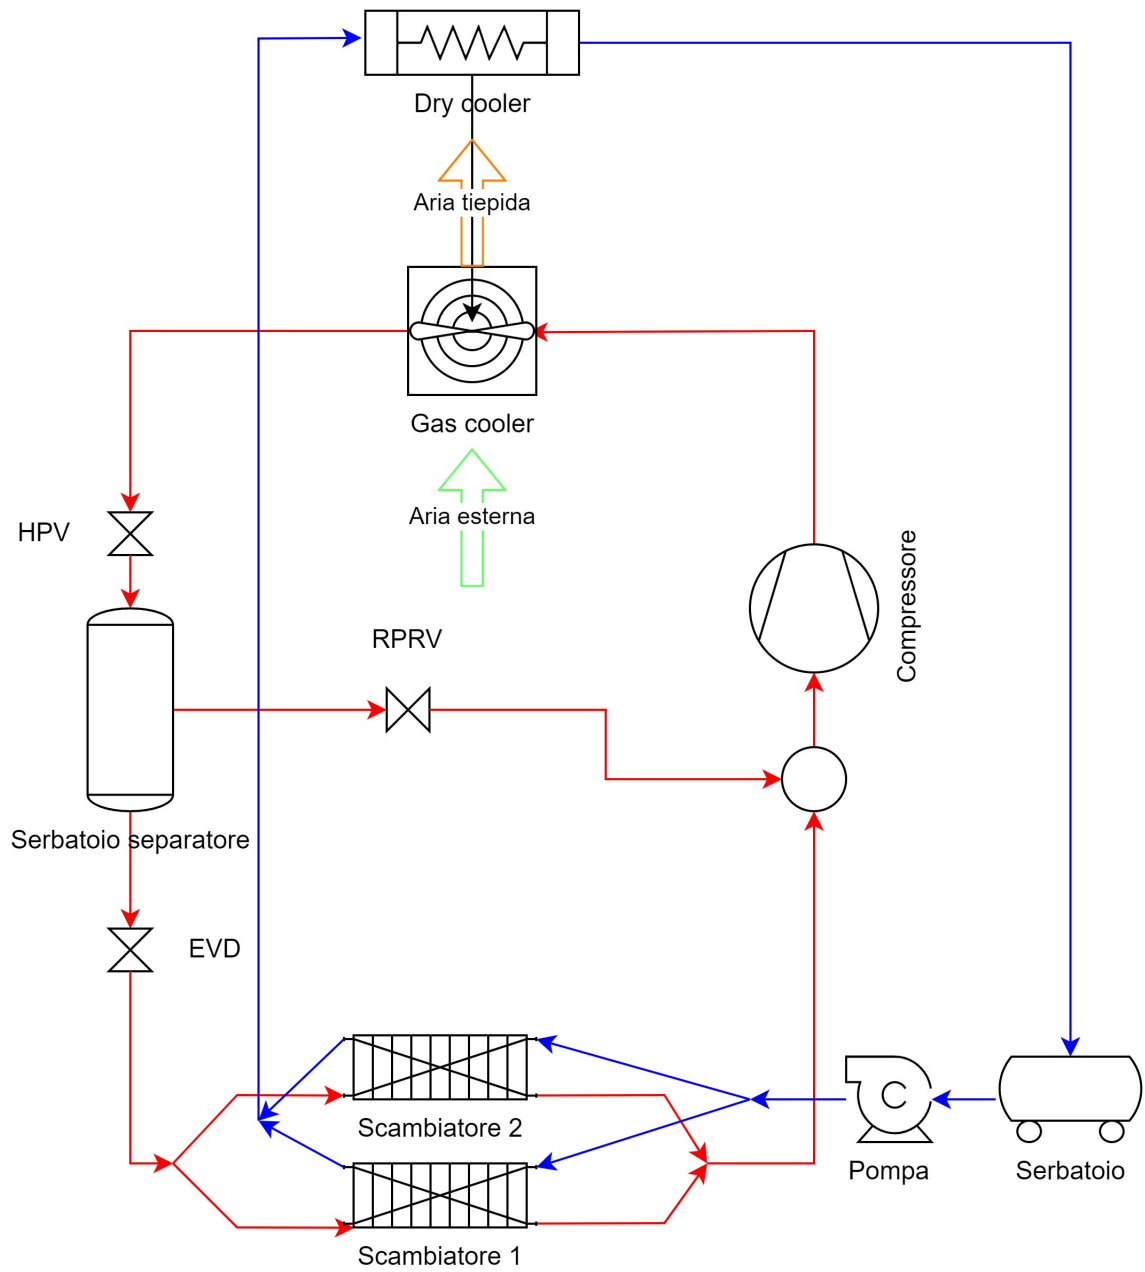 Dry cooler
Aria tiepida
Gas cooler
Aria esterna
HPV
Compressore
RPRV
Serbatoio separatore
EVD
Scambiatore 2
Pompa
Serbatoio
Scambiatore 1